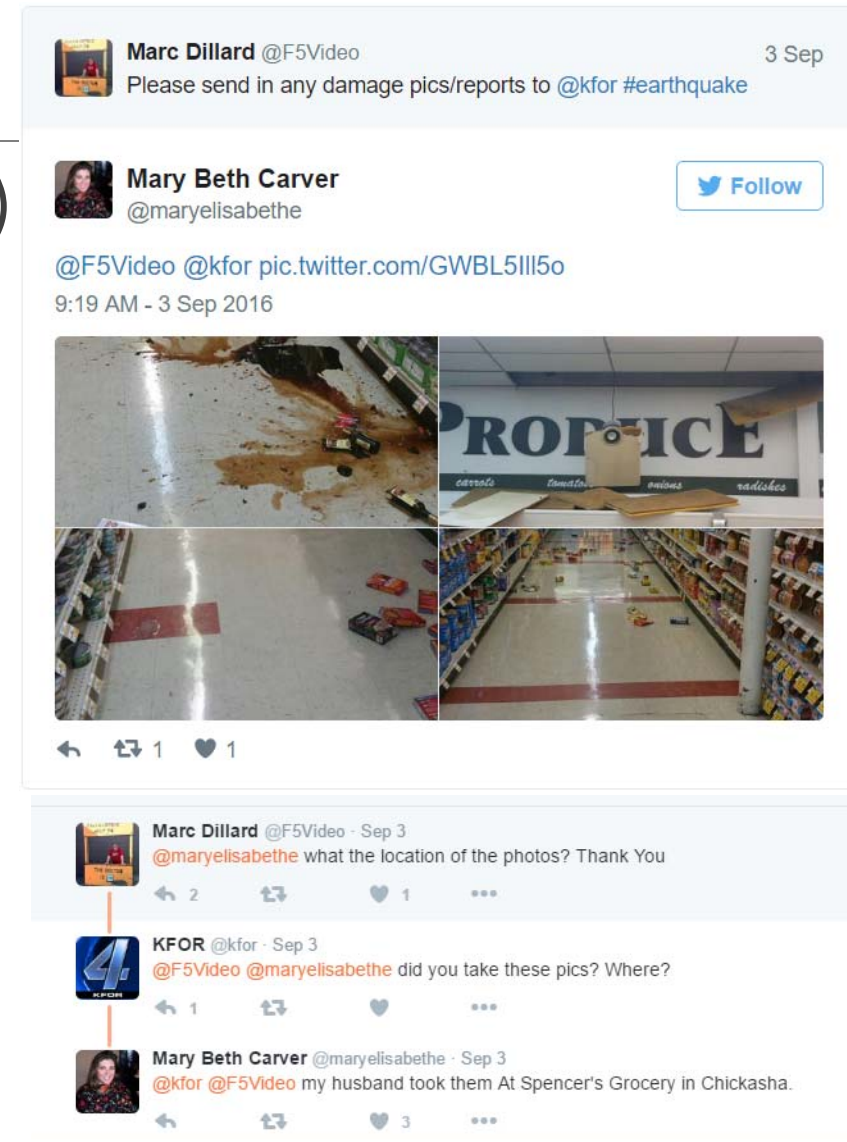 Marc Dillard @F5Video 3 Sep
Please send in any damage pics/reports to @kfor #earthquake
Mary Beth Carver
@maryelisabethe
Follow
@F5Video @kfor pic.twitter.com/GWBL5Ill5o
9:19 AM - 3 Sep 2016
PRODUCE
carrots onions radishes
1 1
Marc Dillard @F5Video · Sep 3
@maryelisabethe what the location of the photos? Thank You
2 1
KFOR @kfor · Sep 3
@F5Video @maryelisabethe did you take these pics? Where?
4
KFOR
1
Mary Beth Carver @maryelisabethe · Sep 3
@kfor @F5Video my husband took them At Spencer's Grocery in Chickasha.
3